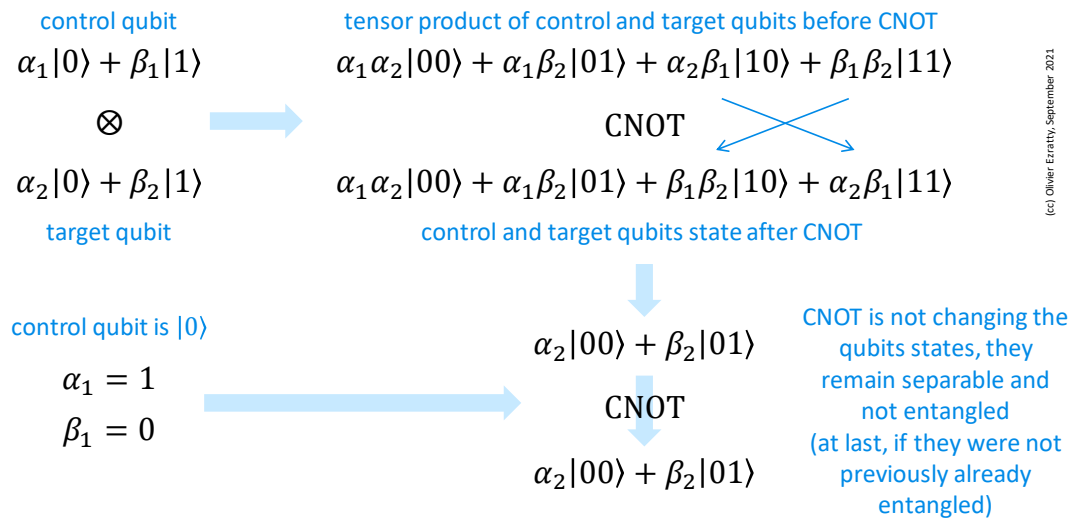 control qubit
α₁|0⟩ + β₁|1⟩
⊗
α₂|0⟩ + β₂|1⟩
target qubit
tensor product of control and target qubits before CNOT
α₁α₂|00⟩ + α₁β₂|01⟩ + α₂β₁|10⟩ + β₁β₂|11⟩
CNOT
α₁α₂|00⟩ + α₁β₂|01⟩ + β₁β₂|10⟩ + α₂β₁|11⟩
control and target qubits state after CNOT
(cc) Olivier Ezratty, September 2021
control qubit is |0⟩
α₁ = 1
β₁ = 0
α₂|00⟩ + β₂|01⟩
CNOT
α₂|00⟩ + β₂|01⟩
CNOT is not changing the
qubits states, they
remain separable and
not entangled
(at last, if they were not
previously already
entangled)